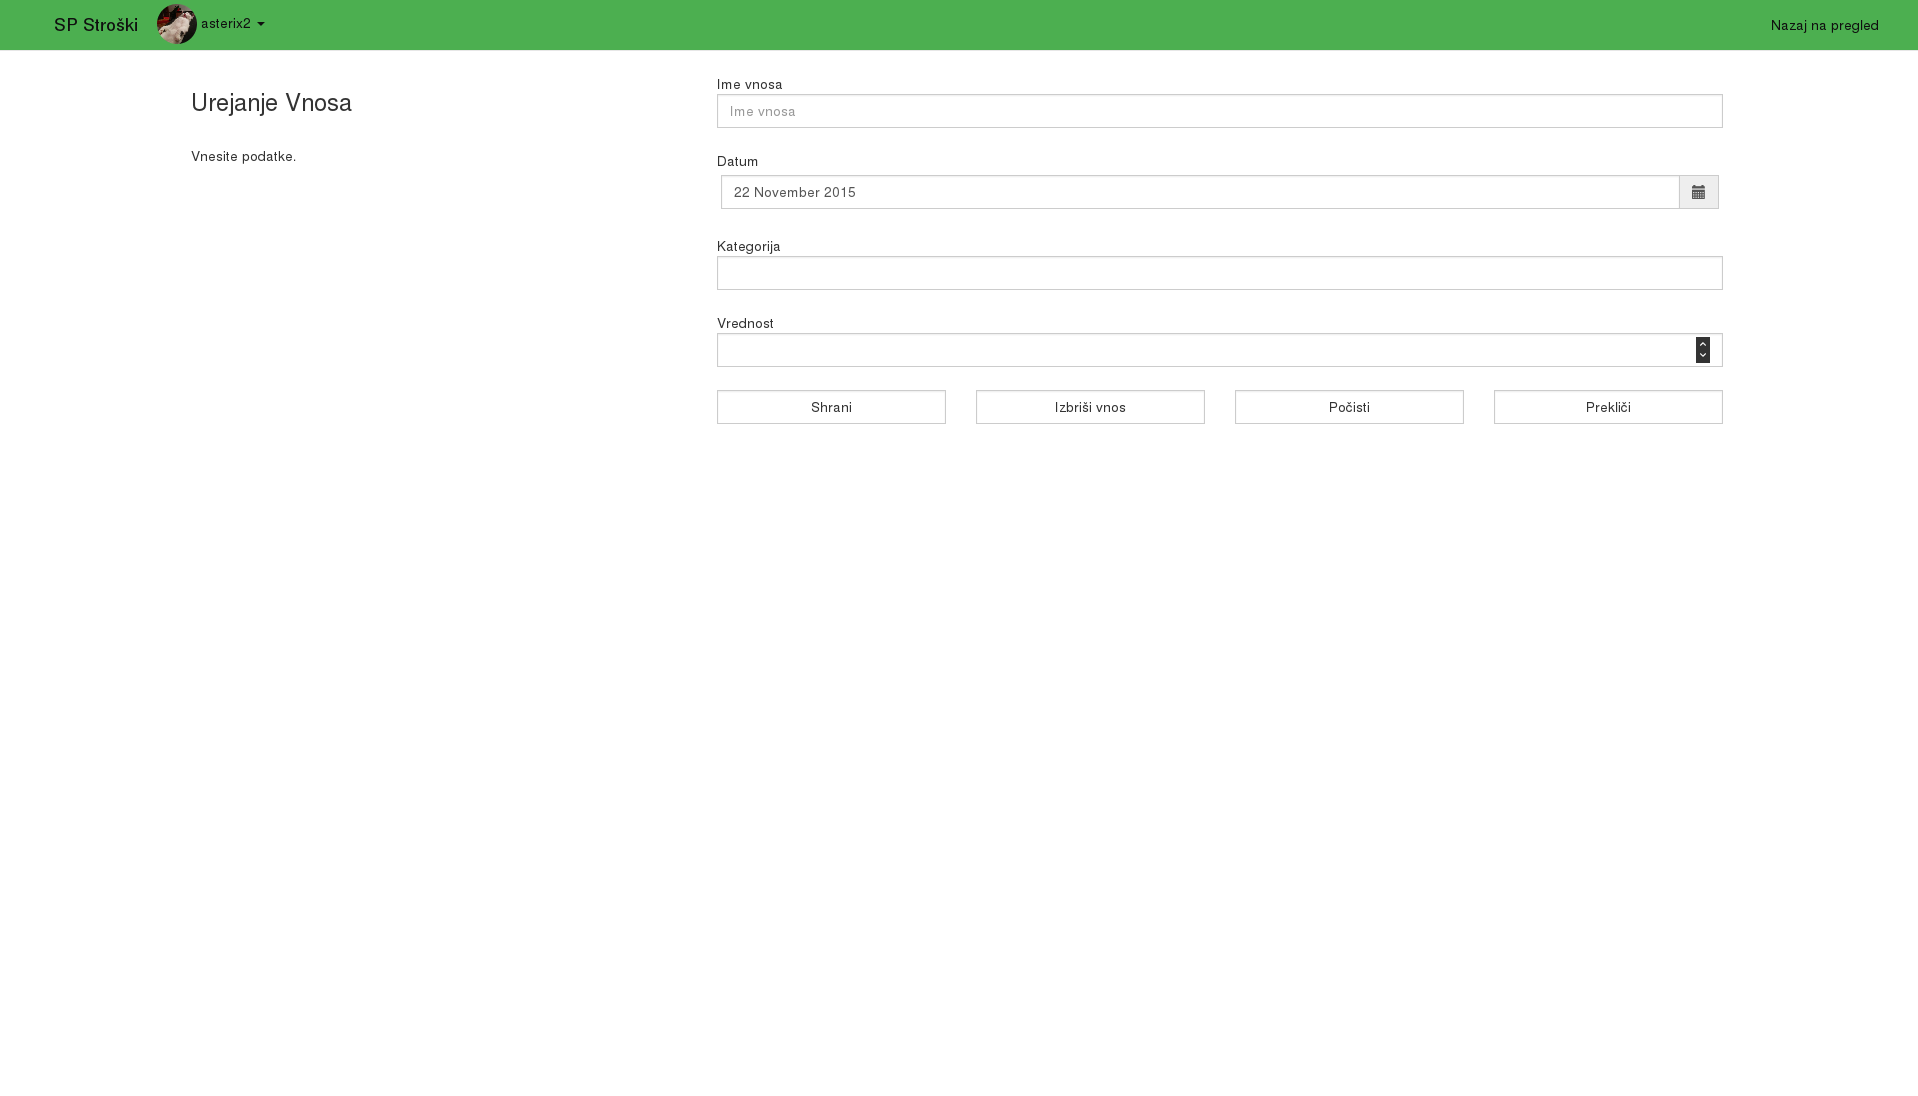 SP Stroški
asterix2
Nazaj na pregled
Urejanje Vnosa
Vnesite podatke.
Ime vnosa
Ime vnosa
Datum
22 November 2015
Kategorija
Vrednost
Shrani
Izbriši vnos
Počisti
Prekliči